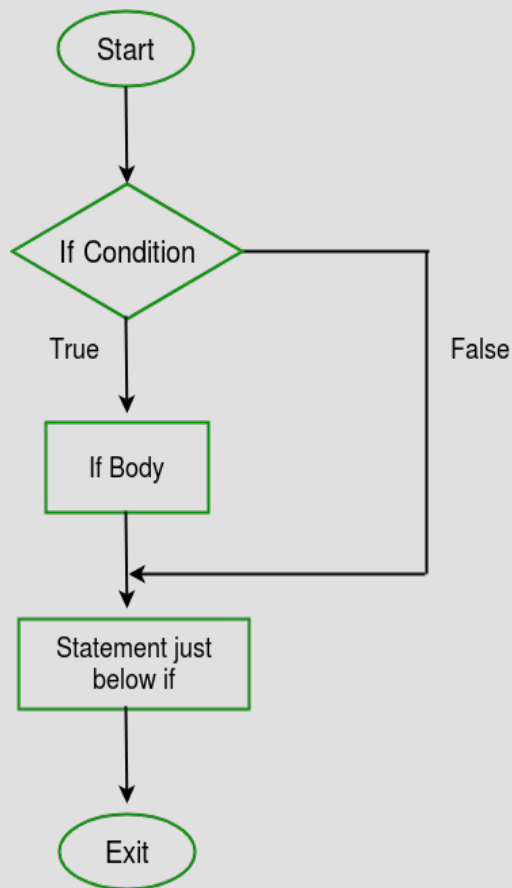 Start
If Condition
True
False
If Body
Statement just
below if
Exit